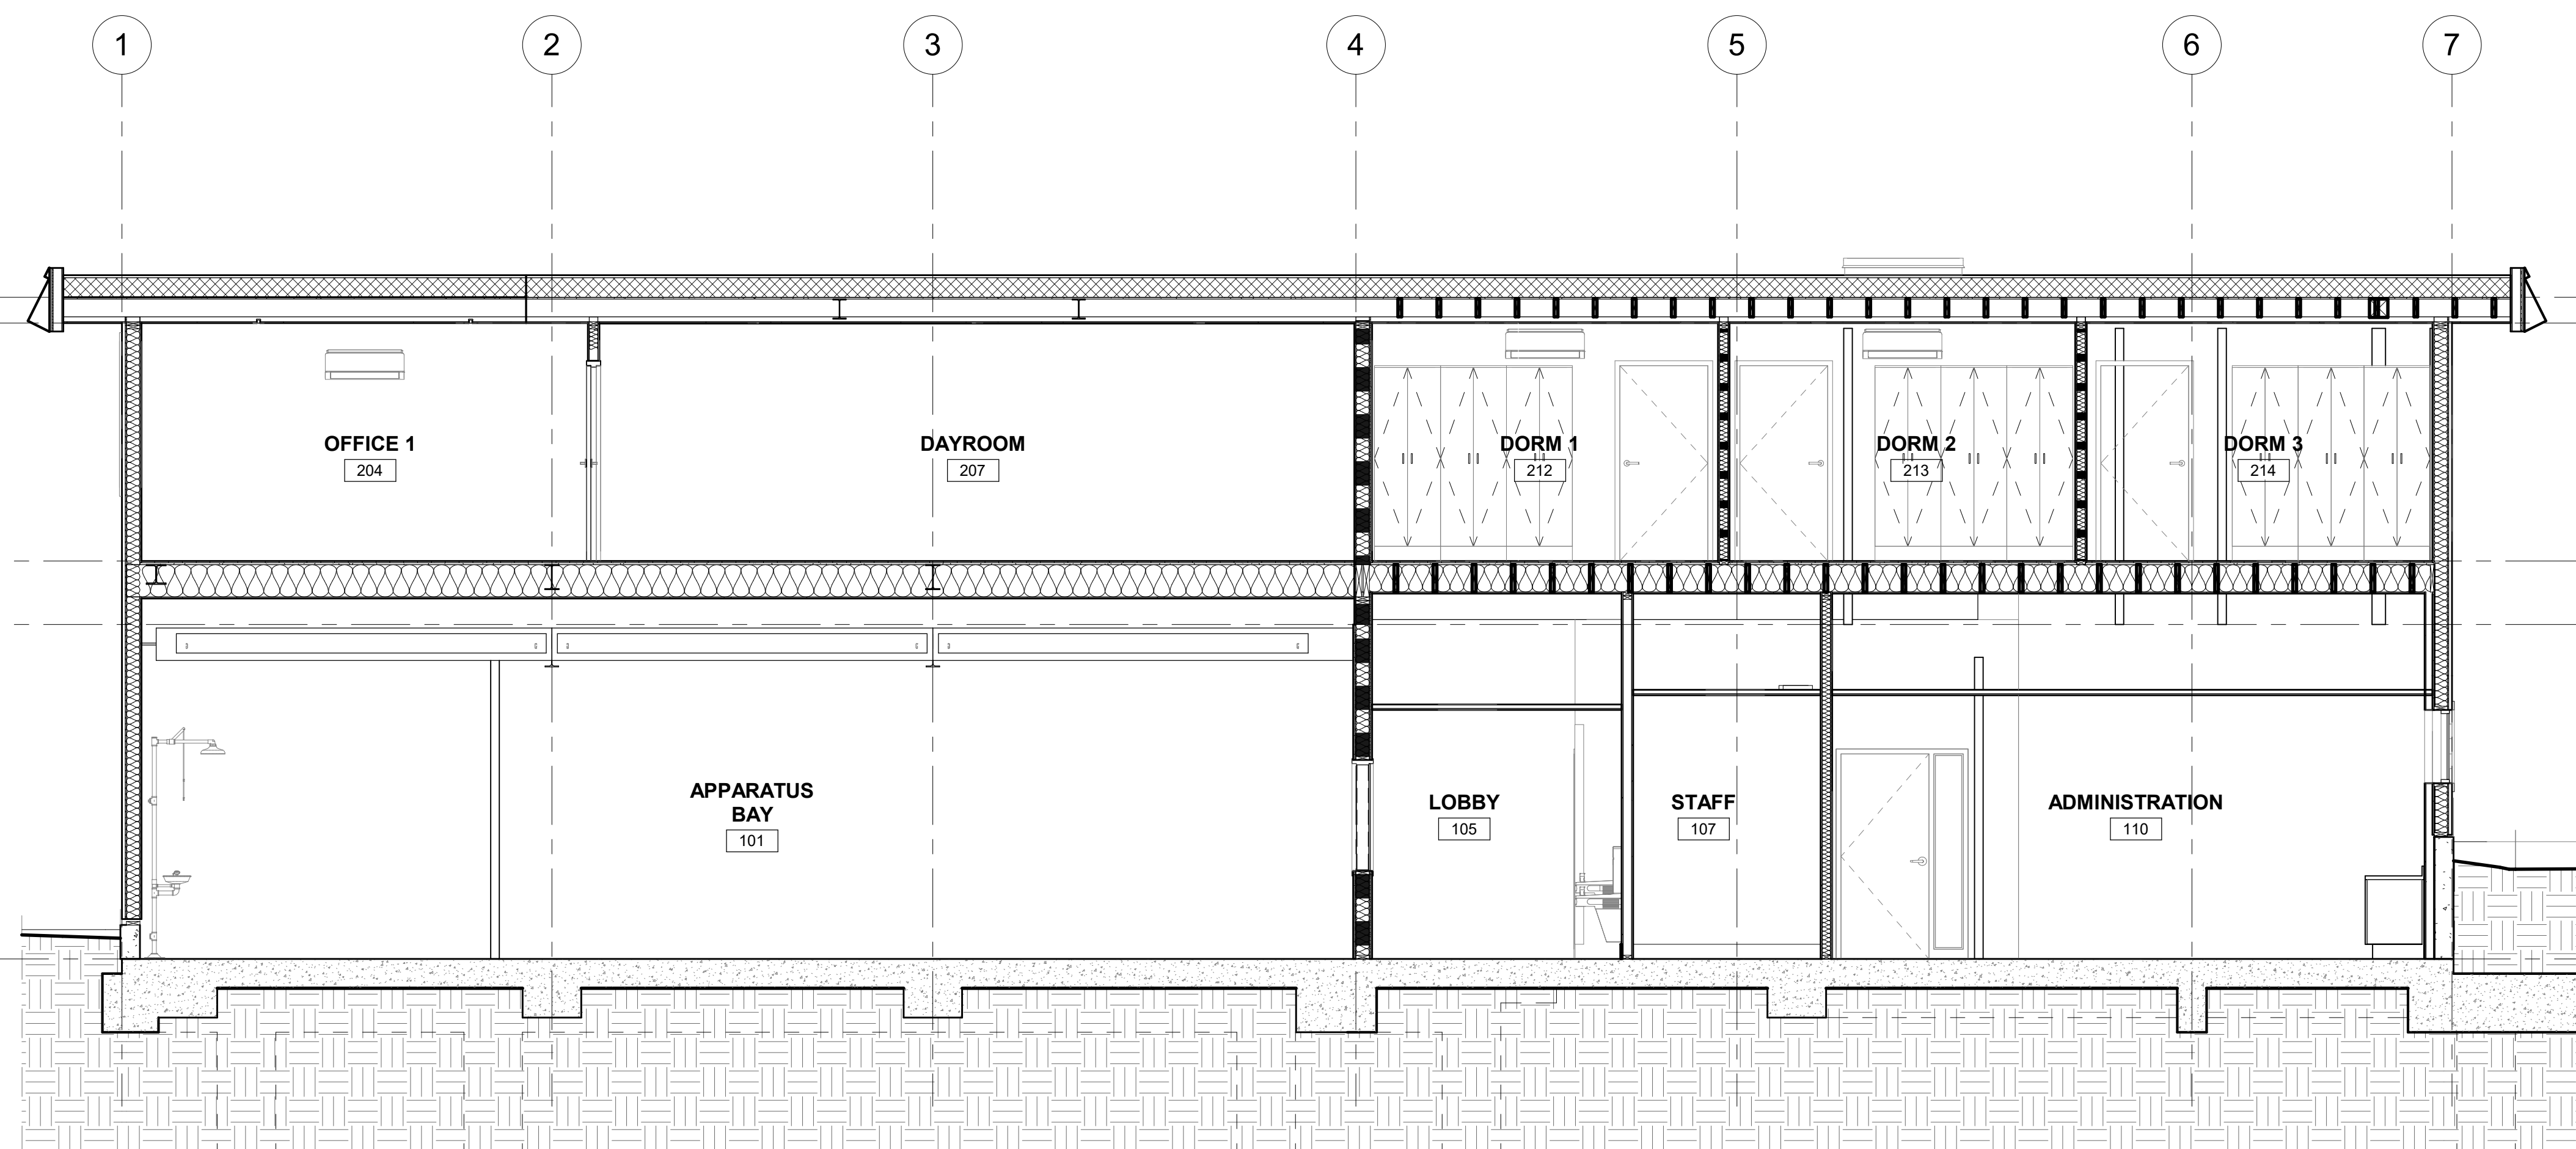 1
2
3
4
5
6
7
OFFICE 1
204
DAYROOM
207
DORM 1
212
DORM 2
213
DORM 3
214
APPARATUS
BAY
101
LOBBY
105
STAFF
107
ADMINISTRATION
110